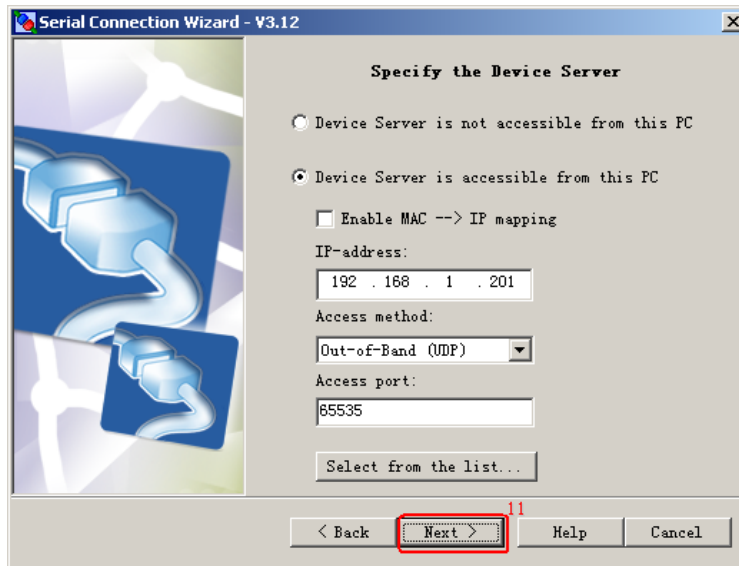 Serial Connection Wizard - V3.12
Specify the Device Server
Device Server is not accessible from this PC
Device Server is accessible from this PC
Enable MAC --> IP mapping
IP-address:
192 . 168 . 1 . 201
Access method:
Out-of-Band (UDP)
Access port:
65535
Select from the list...
11
< Back Next > Help Cancel